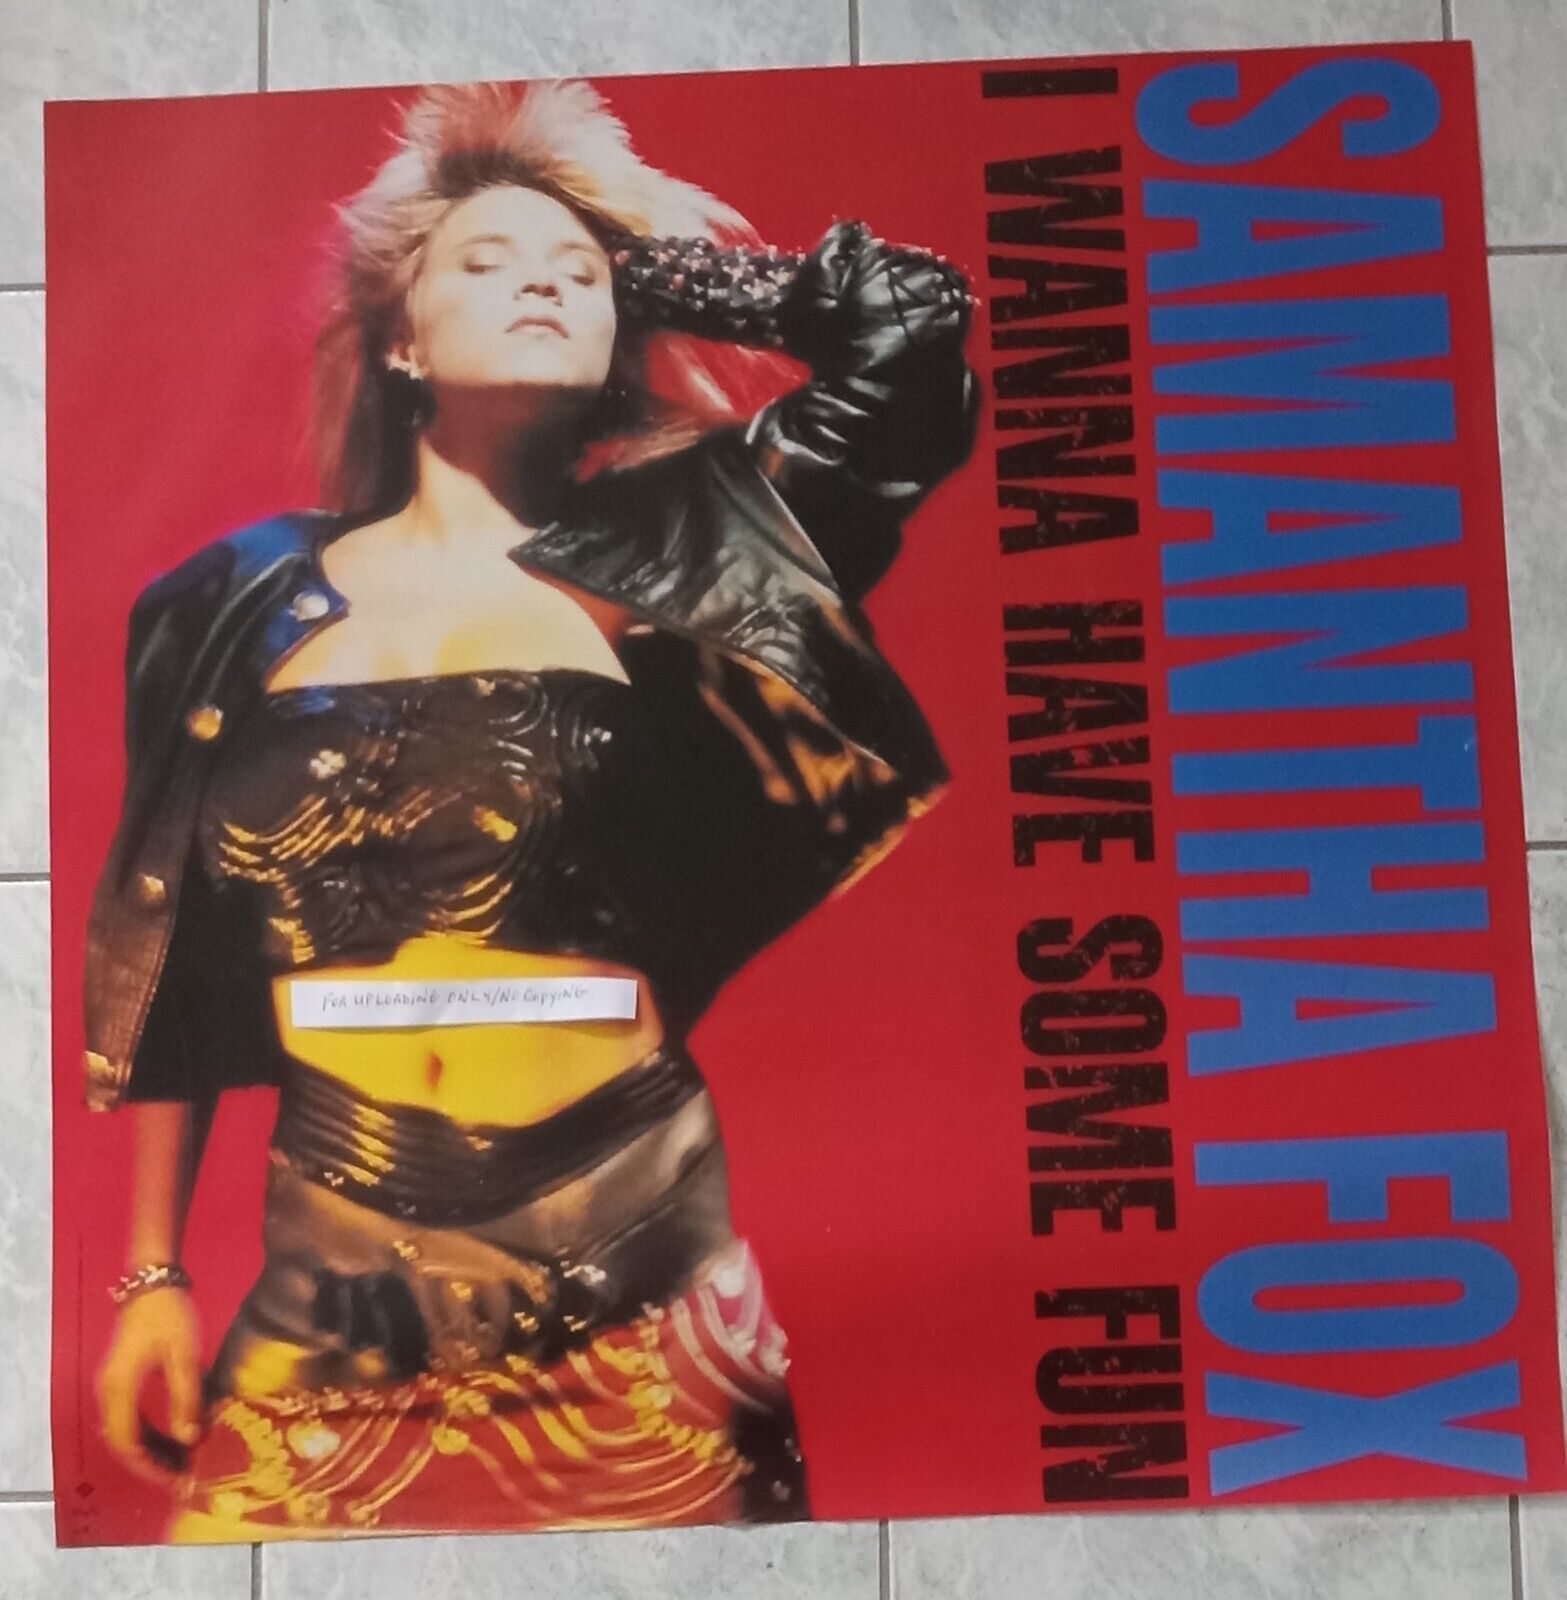 SAMANTHA FOX
I WANNA HAVE SOME FUN
FOR UPLOADING ONLY/NO COPYING